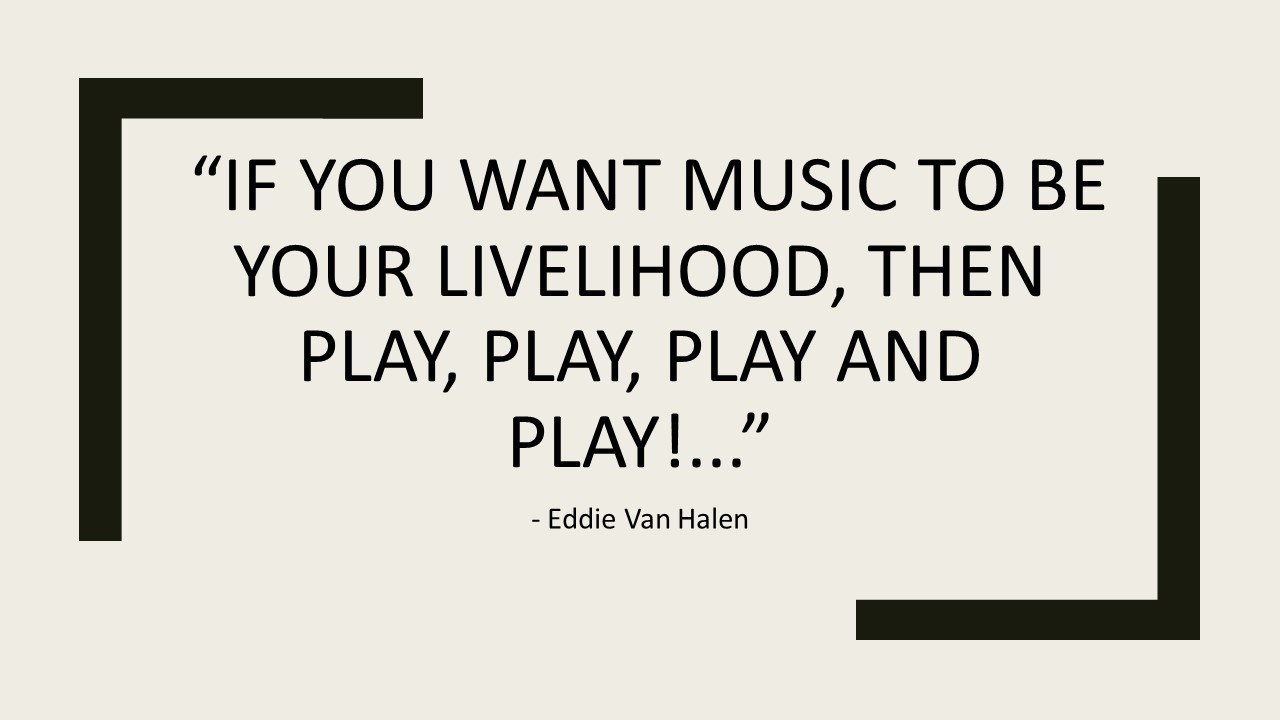 “IF YOU WANT MUSIC TO BE
YOUR LIVELIHOOD, THEN
PLAY, PLAY, PLAY AND
PLAY!...”
- Eddie Van Halen